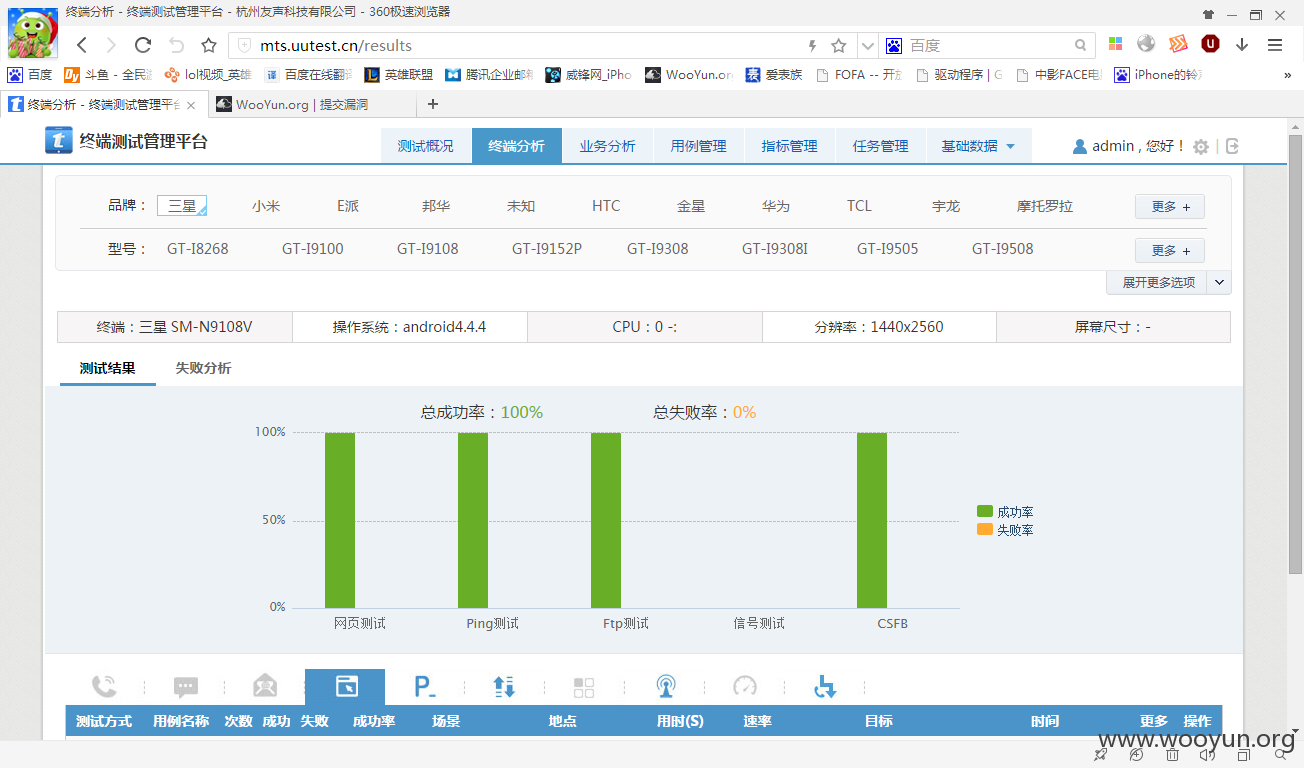 终端分析 - 终端测试管理平台 - 杭州友声科技有限公司 - 360极速浏览器
mts.uutest.cn/results
百度
百度 斗鱼 - 全民 lol视频_英雄 百度在线翻 英雄联盟 腾讯企业邮 威锋网_iPho WooYun.or 爱表族 FOFA -- 开 驱动程序 | G 中影FACE电 iPhone的铃 »
终端分析 - 终端测试管理平台 × WooYun.org | 提交漏洞 +
终端测试管理平台 测试概况 终端分析 业务分析 用例管理 指标管理 任务管理 基础数据 admin , 您好！
品牌： 三星 小米 E派 邦华 未知 HTC 金星 华为 TCL 宇龙 摩托罗拉 更多 +
型号： GT-I8268 GT-I9100 GT-I9108 GT-I9152P GT-I9308 GT-I9308I GT-I9505 GT-I9508 更多 +
展开更多选项
终端：三星 SM-N9108V 操作系统：android4.4.4 CPU：0 -: 分辨率：1440x2560 屏幕尺寸：-
测试结果 失败分析
总成功率：100% 总失败率：0%
100%
50%
0%
网页测试 Ping测试 Ftp测试 信号测试 CSFB
成功率
失败率
P_
测试方式 用例名称 次数 成功 失败 成功率 场景 地点 用时(S) 速率 目标 时间 更多 操作
www.wooyun.org